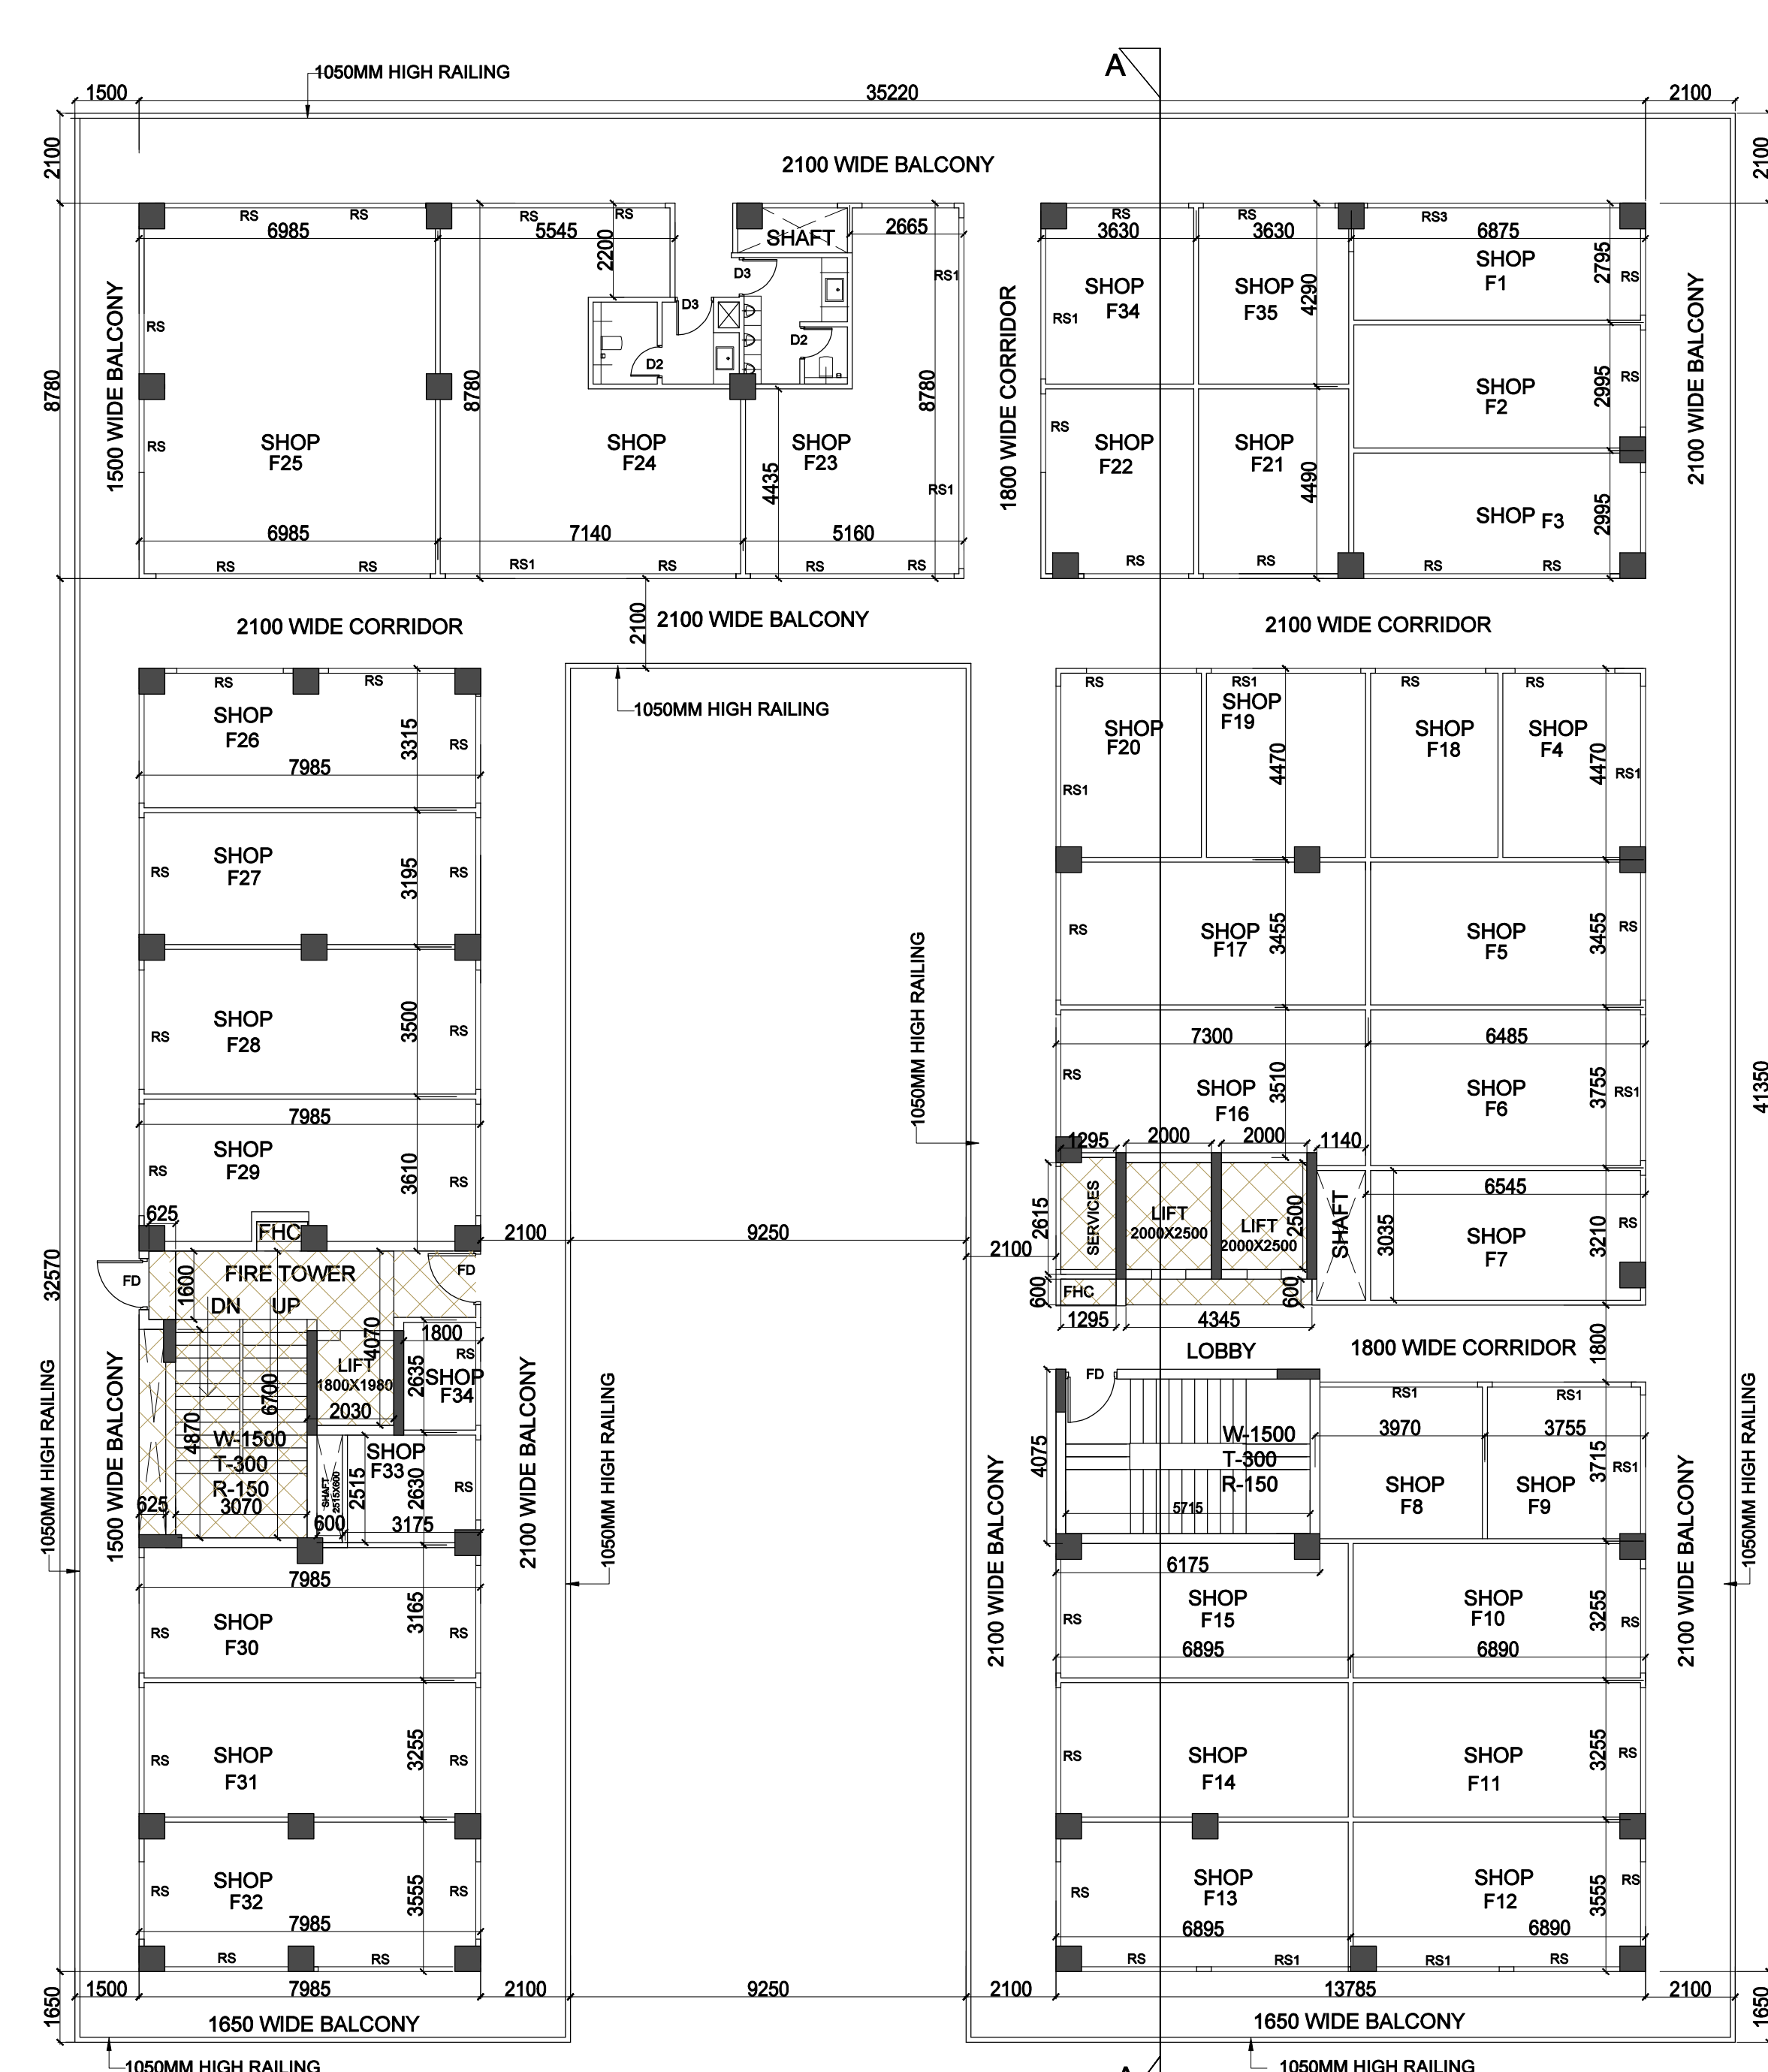 A
1050MM HIGH RAILING
1500
35220
2100
2100
2100
2100 WIDE BALCONY
RS
RS
RS
RS
RS
RS
RS3
6985
5545
2200
SHAFT
2665
3630
3630
6875
SHOP
F1
2795
RS
D3
RS1
D3
SHOP
F34
RS1
SHOP
F35
4290
1500 WIDE BALCONY
8780
RS
RS
8780
D2
D2
8780
1800 WIDE CORRIDOR
SHOP
F2
2995
RS
2100 WIDE BALCONY
SHOP
F25
SHOP
F24
SHOP
F23
4435
RS1
RS
SHOP
F22
SHOP
F21
4490
SHOP F3
2995
6985
7140
5160
RS
RS
RS1
RS
RS
RS
RS
RS
RS
RS
2100 WIDE CORRIDOR
2100
2100 WIDE BALCONY
2100 WIDE CORRIDOR
RS
RS
SHOP
F26
3315
RS
7985
1050MM HIGH RAILING
RS
RS1
RS
RS
SHOP
F20
SHOP
F19
4470
SHOP
F18
SHOP
F4
4470
RS1
RS1
RS
SHOP
F27
3195
RS
RS
SHOP
F17
3455
SHOP
F5
3455
RS
1050MM HIGH RAILING
RS
SHOP
F28
3500
RS
7300
6485
RS
SHOP
F16
3510
SHOP
F6
3755
RS1
41350
7985
SHOP
F29
RS
3610
RS
1295
2000
2000
1140
625
FHC
2615
SERVICES
LIFT
2000X2500
LIFT
2000X2500
2500
SHAFT
3035
6545
SHOP
F7
3210
RS
2100
9250
2100
32570
FD
FIRE TOWER
FD
1600
DN
UP
600
FHC
600
1295
4345
4070
1800
LOBBY
1800 WIDE CORRIDOR
1800
RS
LIFT
1800X1980
2635
SHOP
F34
2030
6700
4870
W-1500
T-300
R-150
3070
625
SHOP
F33
SHAFT
2515X600
2515
2630
RS
600
3175
1050MM HIGH RAILING
1500 WIDE BALCONY
2100 WIDE BALCONY
1050MM HIGH RAILING
FD
4075
W-1500
T-300
R-150
5715
RS1
RS1
3970
3755
SHOP
F8
SHOP
F9
3715
RS1
2100 WIDE BALCONY
2100 WIDE BALCONY
1050MM HIGH RAILING
7985
3165
RS
SHOP
F30
RS
6175
RS
SHOP
F15
SHOP
F10
3255
RS
6895
6890
RS
SHOP
F31
3255
RS
RS
SHOP
F14
SHOP
F11
3255
RS
RS
SHOP
F32
3555
RS
7985
RS
RS
RS
SHOP
F13
SHOP
F12
3555
RS
6895
6890
RS
RS1
RS1
RS
1650
1500
7985
2100
9250
2100
13785
2100
1650
1650 WIDE BALCONY
1650 WIDE BALCONY
1050MM HIGH RAILING
1050MM HIGH RAILING
A